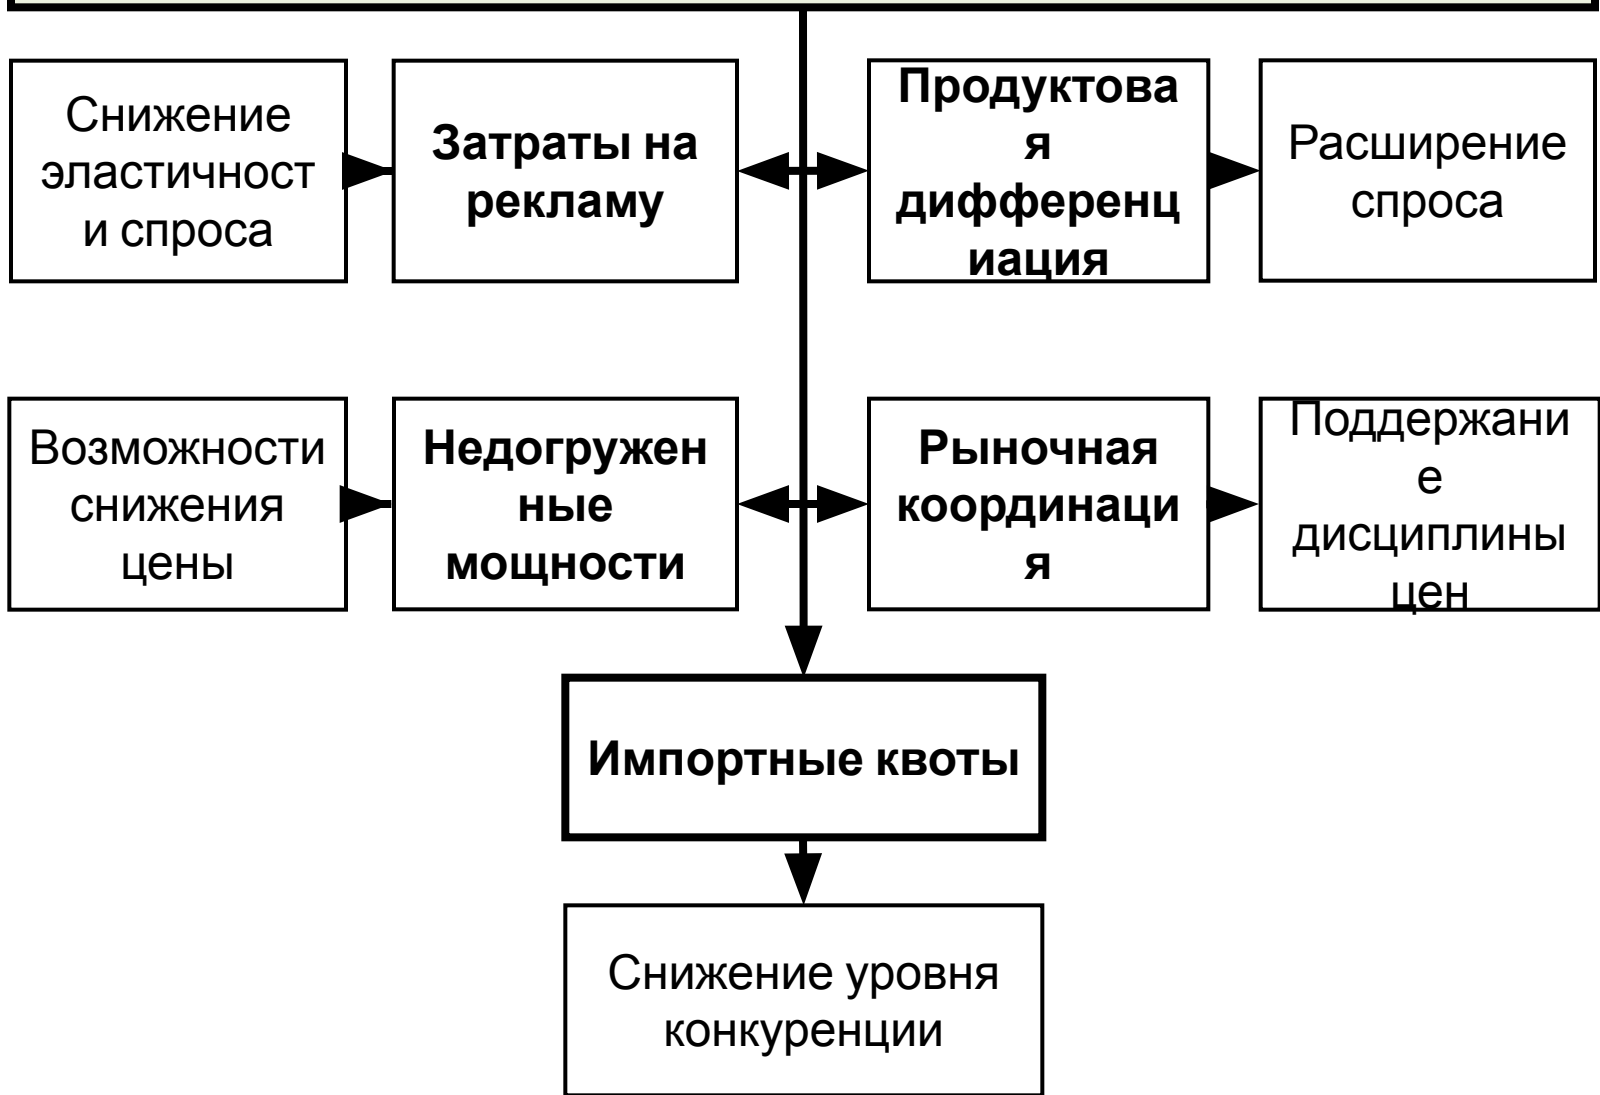 Снижение
эластичност
и спроса
Затраты на
рекламу
Продуктова
я
дифференц
иация
Расширение
спроса
Возможности
снижения
цены
Недогружен
ные
мощности
Рыночная
координаци
я
Поддержани
е
дисциплины
цен
Импортные квоты
Снижение уровня
конкуренции